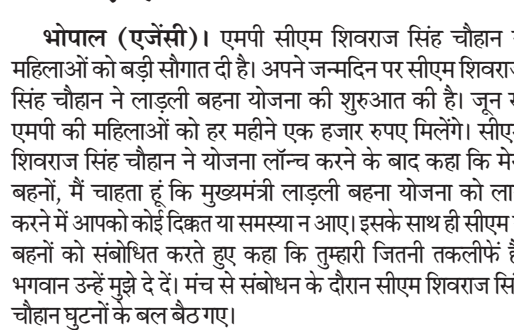 भोपाल (एजेंसी)। एमपी सीएम शिवराज सिंह चौहान
महिलाओं को बड़ी सौगात दी है। अपने जन्मदिन पर सीएम शिवराज
सिंह चौहान ने लाड़ली बहना योजना की शुरुआत की है। जून
एमपी की महिलाओं को हर महीने एक हजार रुपए मिलेंगे।
शिवराज सिंह चौहान ने योजना लॉन्च करने के बाद कहा कि
बहनों, मैं चाहता हूं कि मुख्यमंत्री लाड़ली बहना योजना को
करने में आपको कोई दिक्कत या समस्या न आए। इसके साथ ही सीएम
बहनों को संबोधित करते हुए कहा कि तुम्हारी जितनी तकलीफें
भगवान उन्हें मुझे दे दें। मंच से संबोधन के दौरान सीएम शिवराज
चौहान घुटनों के बल बैठ गए।